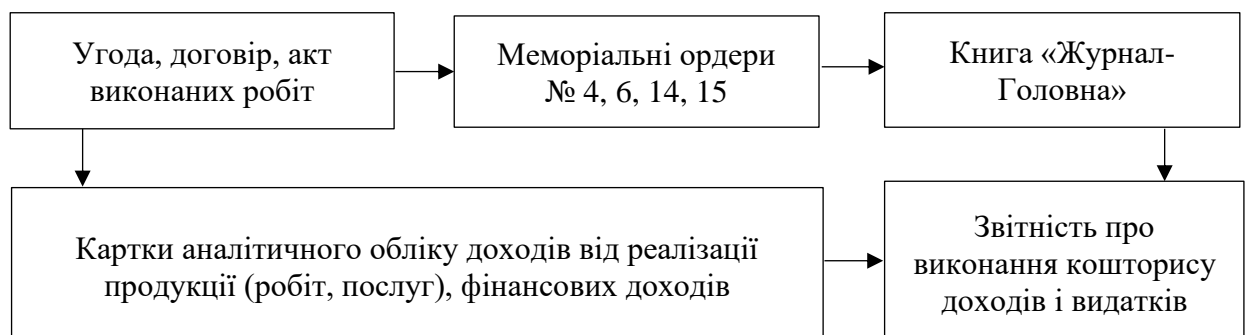 Угода, договір, акт
виконаних робіт
Меморіальні ордери
№ 4, 6, 14, 15
Книга «Журнал-
Головна»
Картки аналітичного обліку доходів від реалізації
продукції (робіт, послуг), фінансових доходів
Звітність про
виконання кошторису
доходів і видатків